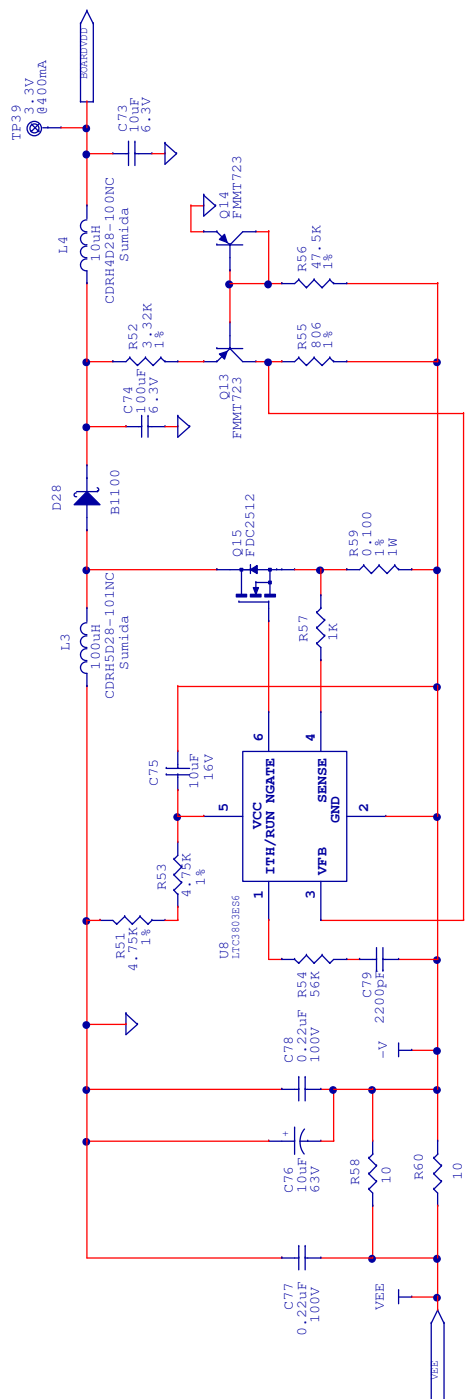 BOARDVDD
TP39
3.3V
@400mA
C73
10uF
6.3V
L4
10uH
CDRH4D28-100NC
Sumida
Q14
FMMT723
R52
3.32K
1%
R56
47.5K
1%
C74
100uF
6.3V
Q13
FMMT723
R55
806
1%
D28
B1100
Q15
FDC2512
R59
0.100
1%
1W
L3
100uH
CDRH5D28-101NC
Sumida
R57
1K
C75
10uF
16V
6
4
5
VCC
2
ITH/RUN NGATE
VFB SENSE
GND
1
3
R53
4.75K
1%
R51
4.75K
1%
U8
LTC3803ES6
R54
56K
C79
2200pF
C78
0.22uF
100V
-V
C76
+
10uF
63V
R58
10
R60
10
C77
0.22uF
100V
VEE
VEE